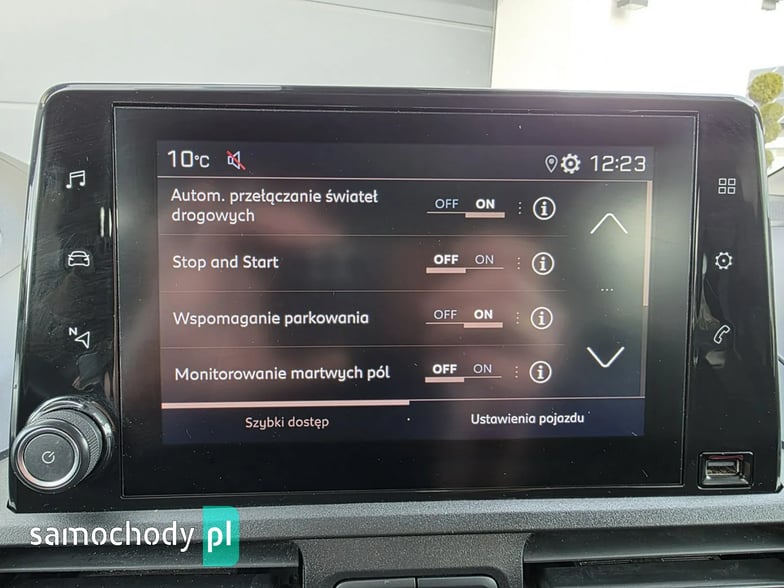 10°C 12:23
Autom. przełączanie świateł
drogowych
OFF ON
Stop and Start
OFF ON
Wspomaganie parkowania
OFF ON
Monitorowanie martwych pól
OFF ON
Szybki dostęp Ustawienia pojazdu
N
samochody pl